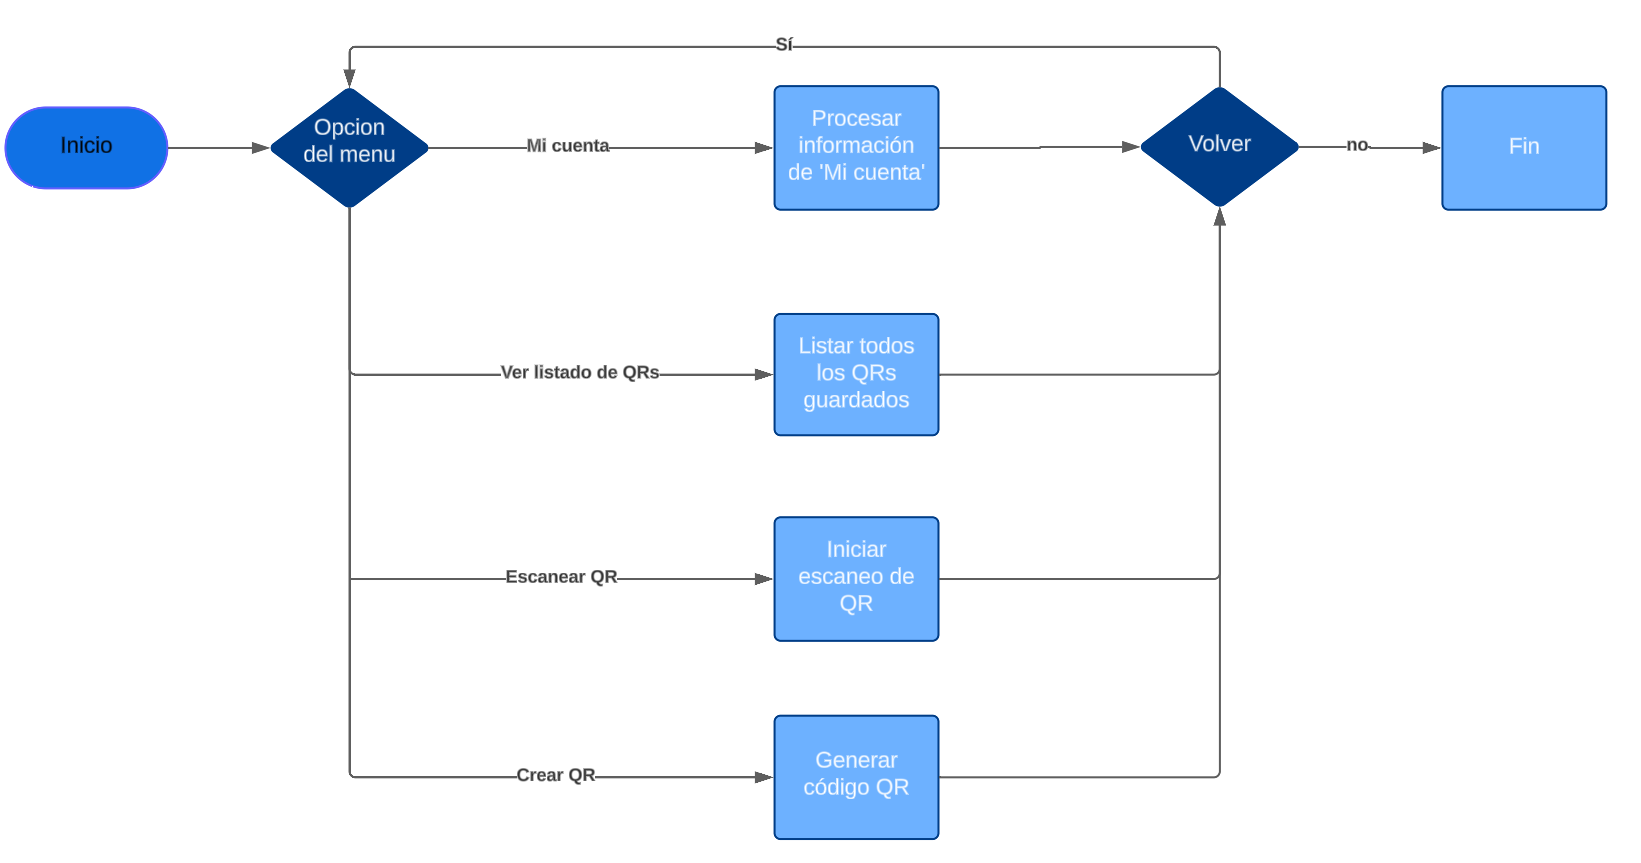 Sí
Inicio
Opcion
del menu
Mi cuenta
Procesar
información
de 'Mi cuenta'
Volver
no
Fin
Ver listado de QRs
Listar todos
los QRs
guardados
Escanear QR
Iniciar
escaneo de
QR
Crear QR
Generar
código QR